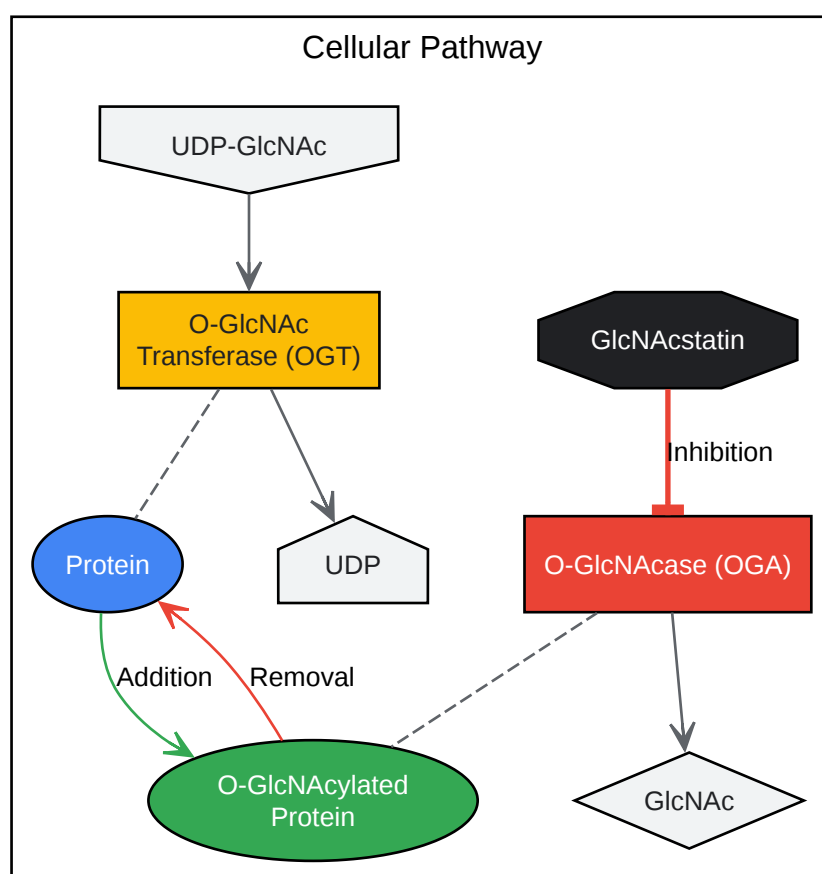 Cellular Pathway
UDP-GlcNAc
O-GlcNAc
Transferase (OGT)
GlcNAcstatin
Inhibition
Protein
UDP
O-GlcNAcase (OGA)
Addition
Removal
O-GlcNAcylated
Protein
GlcNAc